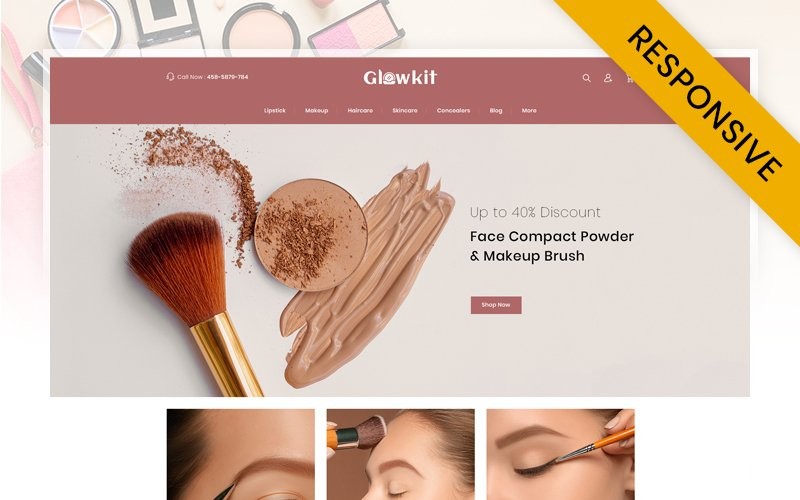 RESPONSIVE
Call Now : 458-5879-784
Glowkit
Lipstick Makeup Haircare Skincare Concealers Blog More
Up to 40% Discount
Face Compact Powder
& Makeup Brush
Shop Now